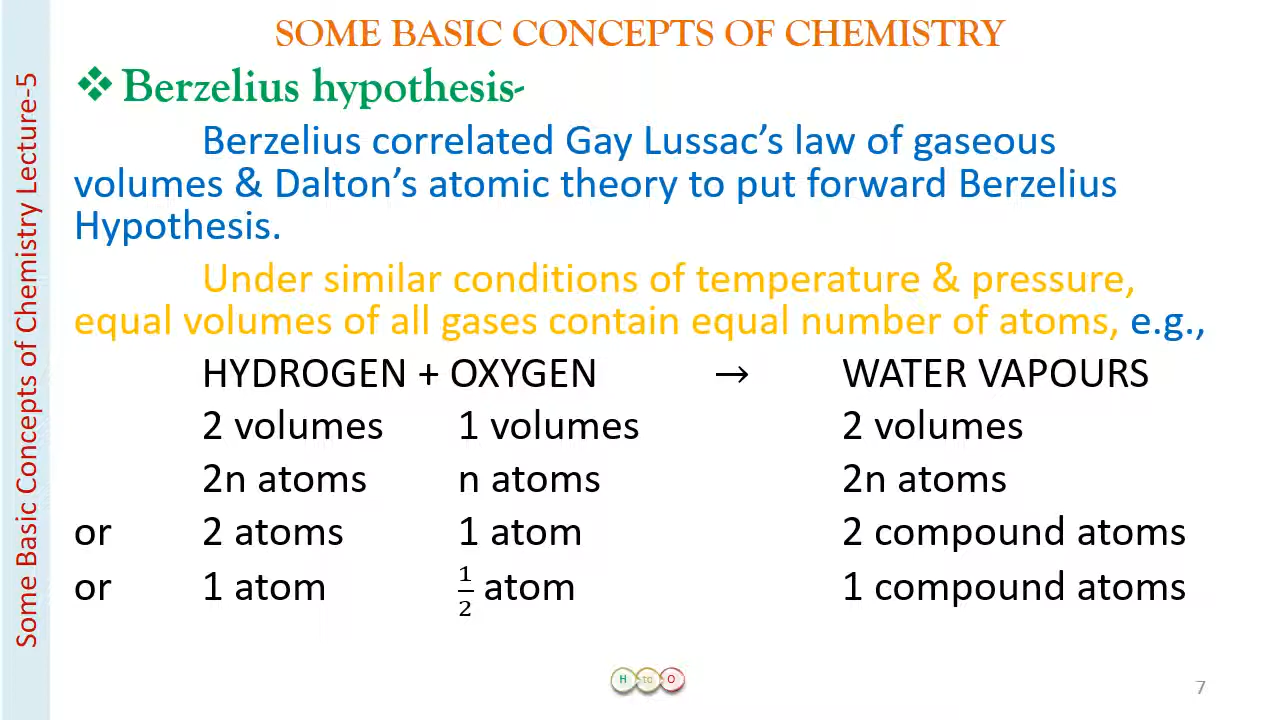 SOME BASIC CONCEPTS OF CHEMISTRY
Some Basic Concepts of Chemistry Lecture-5
❖ Berzelius hypothesis-
Berzelius correlated Gay Lussac’s law of gaseous
volumes & Dalton’s atomic theory to put forward Berzelius
Hypothesis.
Under similar conditions of temperature & pressure,
equal volumes of all gases contain equal number of atoms, e.g.,
HYDROGEN + OXYGEN → WATER VAPOURS
2 volumes 1 volumes 2 volumes
2n atoms n atoms 2n atoms
or 2 atoms 1 atom 2 compound atoms
or 1 atom 1/2 atom 1 compound atoms
H to O
7